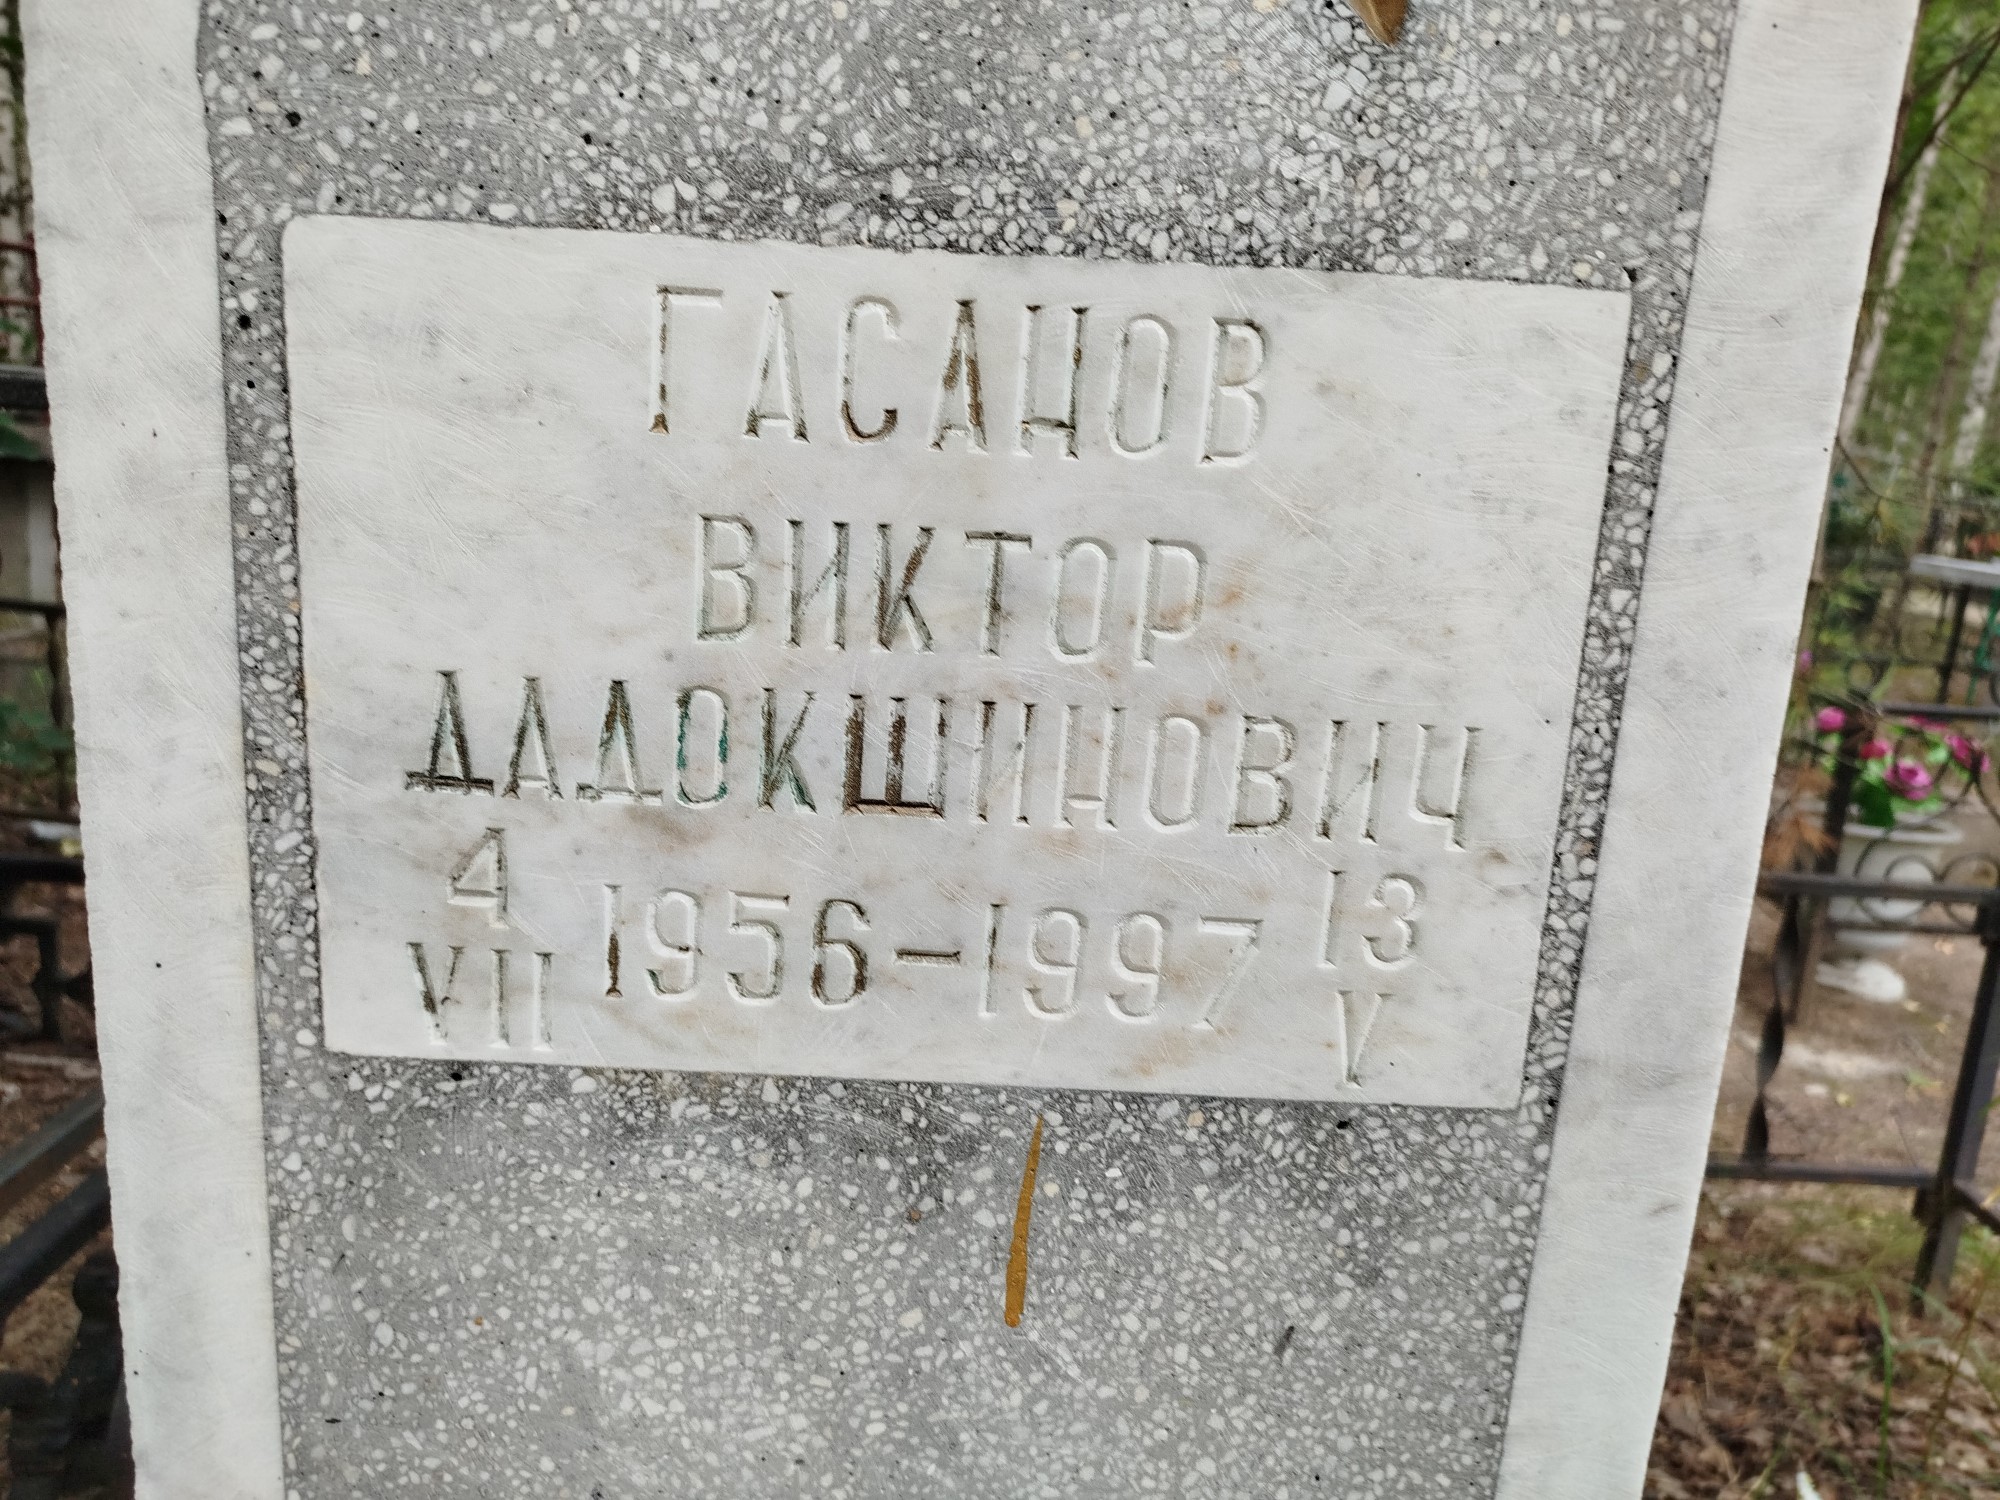 ГАСАНОВ
ВИКТОР
ДАДОКШИНОВИЧ
4 13
1956-1997
VII V